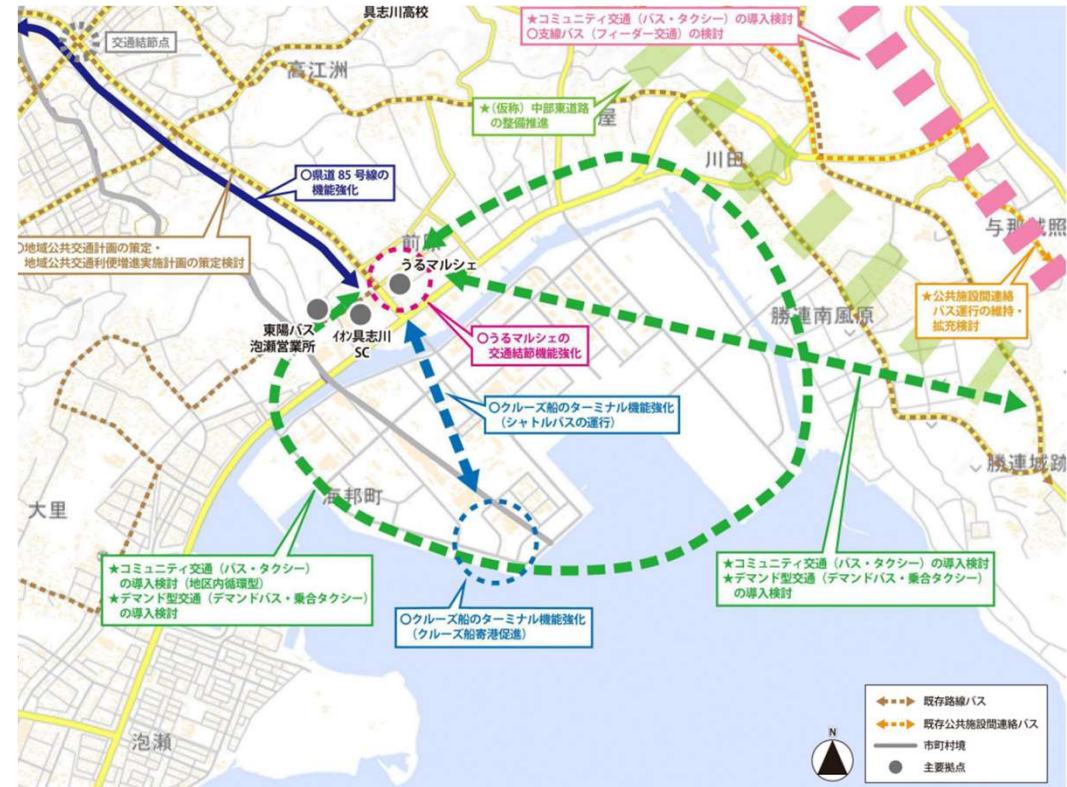 具志川高校
★コミュニティ交通（バス・タクシー）の導入検討
○支線バス（フィーダー交通）の検討
交通結節点
高江洲
★（仮称）中部東道路
の整備推進
屋
川田
○県道85号線の
機能強化
与那城照
○地域公共交通計画の策定・
地域公共交通利便増進実施計画の策定検討
前原
うるマルシェ
★公共施設間連絡
バス運行の維持・
拡充検討
勝連南風原
東陽バス
泡瀬営業所
イオン具志川
SC
○うるマルシェの
交通結節機能強化
○クルーズ船のターミナル機能強化
（シャトルバスの運行）
勝連城跡
海邦町
大里
★コミュニティ交通（バス・タクシー）
の導入検討（地区内循環型）
★デマンド型交通（デマンドバス・乗合タクシー）
の導入検討
★コミュニティ交通（バス・タクシー）の導入検討
★デマンド型交通（デマンドバス・乗合タクシー）
の導入検討
○クルーズ船のターミナル機能強化
（クルーズ船寄港促進）
泡瀬
N
既存路線バス
既存公共施設間連絡バス
市町村境
主要拠点